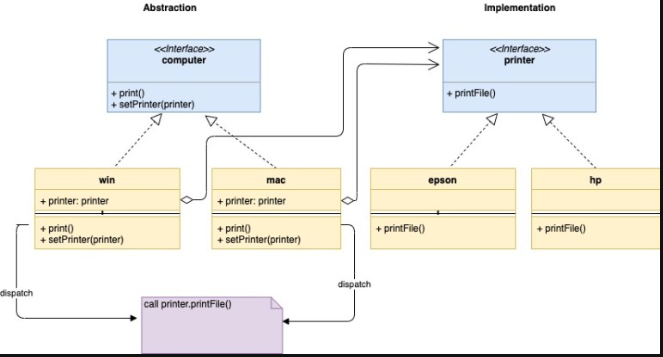 Abstraction
Implementation
<<Interface>>
computer
+ print()
+ setPrinter(printer)
<<Interface>>
printer
+ printFile()
win
+ printer: printer
+ print()
+ setPrinter(printer)
mac
+ printer: printer
+ print()
+ setPrinter(printer)
epson
+ printFile()
hp
+ printFile()
dispatch
dispatch
call printer.printFile()